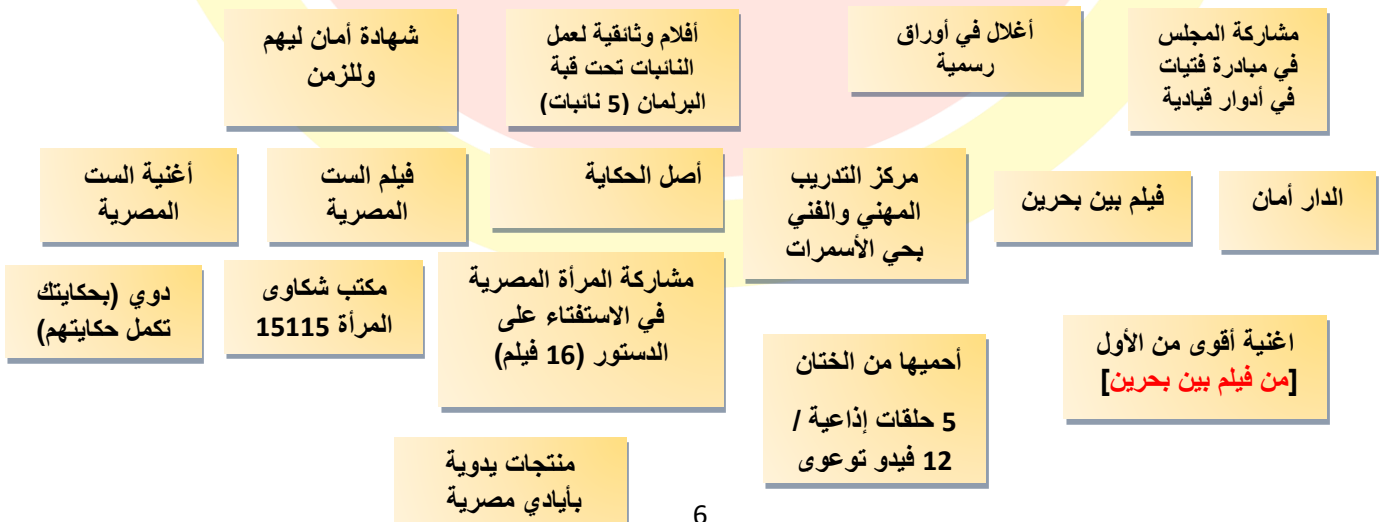 مشاركة المجلس
في مبادرة فتيات
في أدوار قيادية
أغلال في أوراق
رسمية
أفلام وثائقية لعمل
النائبات تحت قبة
البرلمان (5 نائبات)
شهادة أمان ليهم
وللزمن
الدار أمان
فيلم بين بحرين
مركز التدريب
المهني والفني
بحي الأسمرات
أصل الحكاية
فيلم الست
المصرية
أغنية الست
المصرية
اغنية أقوى من الأول
[من فيلم بين بحرين]
أحميها من الختان
5 حلقات إذاعية /
12 فيدو توعوى
مشاركة المرأة المصرية
في الاستفتاء على
الدستور (16 فيلم)
مكتب شكاوى
المرأة 15115
دوي (بحكايتك
تكمل حكايتهم)
منتجات يدوية
بأيادي مصرية
6